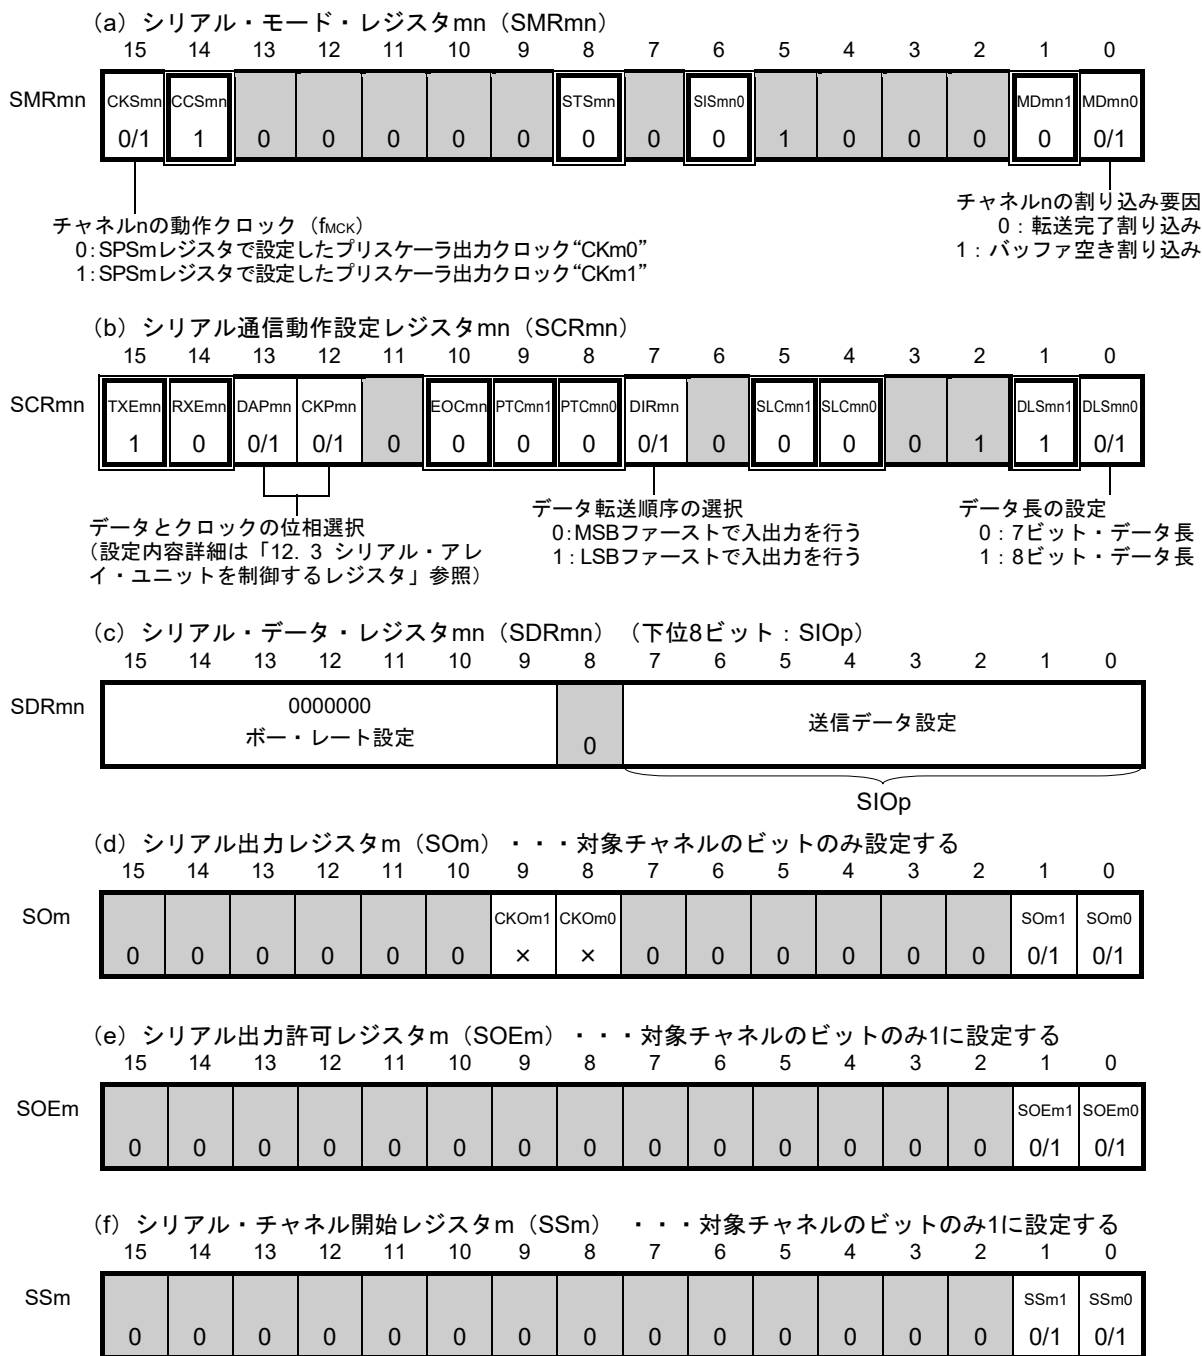 (a) シリアル・モード・レジスタmn（SMRmn）
15 14 13 12 11 10 9 8 7 6 5 4 3 2 1 0
SMRmn CKSmn CCSmn STSmn SISmn0 MDmn1 MDmn0
0/1 1 0 0 0 0 0 0 0 0 1 0 0 0 0 0/1
チャネルnの動作クロック（fMCK）
0：SPSmレジスタで設定したプリスケーラ出力クロック“CKm0”
1：SPSmレジスタで設定したプリスケーラ出力クロック“CKm1”
チャネルnの割り込み要因
0：転送完了割り込み
1：バッファ空き割り込み
(b) シリアル通信動作設定レジスタmn（SCRmn）
15 14 13 12 11 10 9 8 7 6 5 4 3 2 1 0
SCRmn TXEmn RXEmn DAPmn CKPmn EOCmn PTCmn1 PTCmn0 DIRmn SLCmn1 SLCmn0 DLSmn1 DLSmn0
1 0 0/1 0/1 0 0 0 0 0/1 0 0 0 0 1 1 0/1
データとクロックの位相選択
（設定内容詳細は「12. 3 シリアル・アレ
イ・ユニットを制御するレジスタ」参照）
データ転送順序の選択
0：MSBファーストで入出力を行う
1：LSBファーストで入出力を行う
データ長の設定
0：7ビット・データ長
1：8ビット・データ長
(c) シリアル・データ・レジスタmn（SDRmn）（下位8ビット：SIOp）
15 14 13 12 11 10 9 8 7 6 5 4 3 2 1 0
SDRmn
0000000
ボー・レート設定
0
送信データ設定
SIOp
(d) シリアル出力レジスタm（SOm）・・・対象チャネルのビットのみ設定する
15 14 13 12 11 10 9 8 7 6 5 4 3 2 1 0
SOm CKOm1 CKOm0 SOm1 SOm0
0 0 0 0 0 0 × × 0 0 0 0 0 0 0/1 0/1
(e) シリアル出力許可レジスタm（SOEm）・・・対象チャネルのビットのみ1に設定する
15 14 13 12 11 10 9 8 7 6 5 4 3 2 1 0
SOEm SOEm1 SOEm0
0 0 0 0 0 0 0 0 0 0 0 0 0 0 0/1 0/1
(f) シリアル・チャネル開始レジスタm（SSm）・・・対象チャネルのビットのみ1に設定する
15 14 13 12 11 10 9 8 7 6 5 4 3 2 1 0
SSm SSm1 SSm0
0 0 0 0 0 0 0 0 0 0 0 0 0 0 0/1 0/1